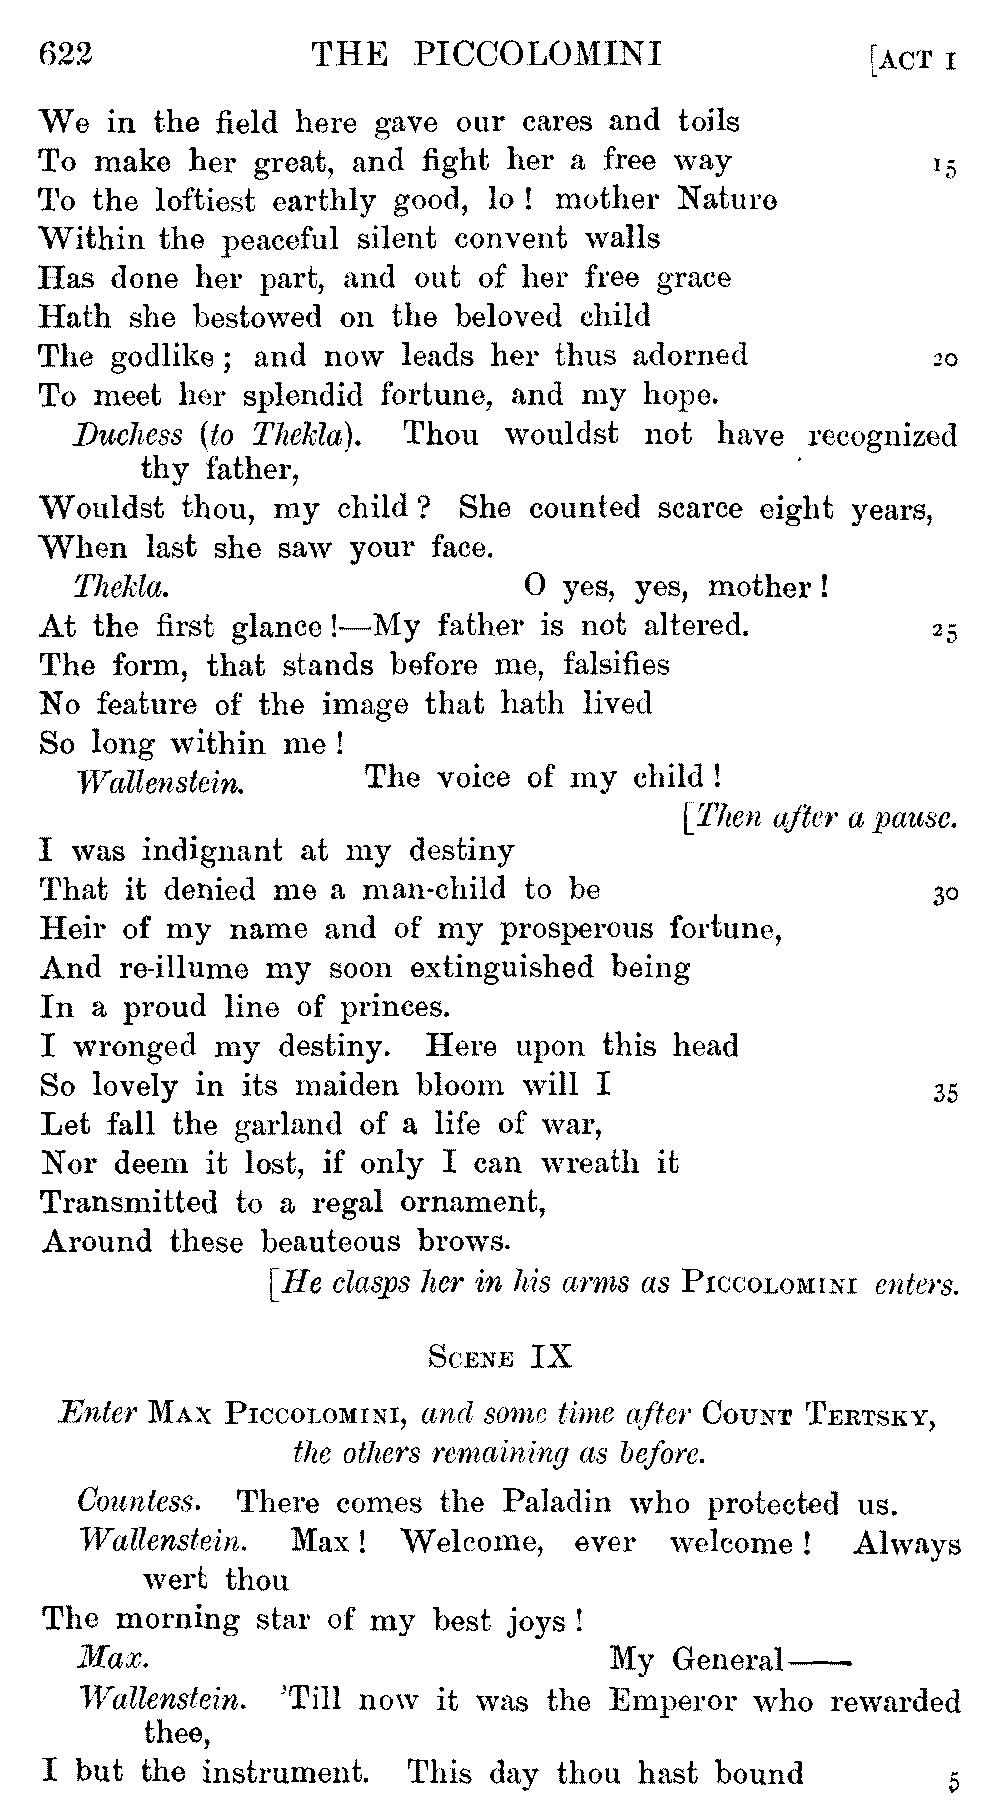 622 THE PICCOLOMINI [ACT I
We in the field here gave our cares and toils
To make her great, and fight her a free way 15
To the loftiest earthly good, lo ! mother Nature
Within the peaceful silent convent walls
Has done her part, and out of her free grace
Hath she bestowed on the beloved child
The godlike ; and now leads her thus adorned 20
To meet her splendid fortune, and my hope.
Duchess (to Thekla). Thou wouldst not have recognized
thy father,
Wouldst thou, my child ? She counted scarce eight years,
When last she saw your face.
Thekla. O yes, yes, mother !
At the first glance !—My father is not altered. 25
The form, that stands before me, falsifies
No feature of the image that hath lived
So long within me !
Wallenstein. The voice of my child !
[Then after a pause.
I was indignant at my destiny
That it denied me a man-child to be 30
Heir of my name and of my prosperous fortune,
And re-illume my soon extinguished being
In a proud line of princes.
I wronged my destiny. Here upon this head
So lovely in its maiden bloom will I 35
Let fall the garland of a life of war,
Nor deem it lost, if only I can wreath it
Transmitted to a regal ornament,
Around these beauteous brows.
[He clasps her in his arms as PICCOLOMINI enters.
SCENE IX
Enter MAX PICCOLOMINI, and some time after COUNT TERTSKY,
the others remaining as before.
Countess. There comes the Paladin who protected us.
Wallenstein. Max ! Welcome, ever welcome ! Always
wert thou
The morning star of my best joys !
Max. My General——
Wallenstein. 'Till now it was the Emperor who rewarded
thee,
I but the instrument. This day thou hast bound 5